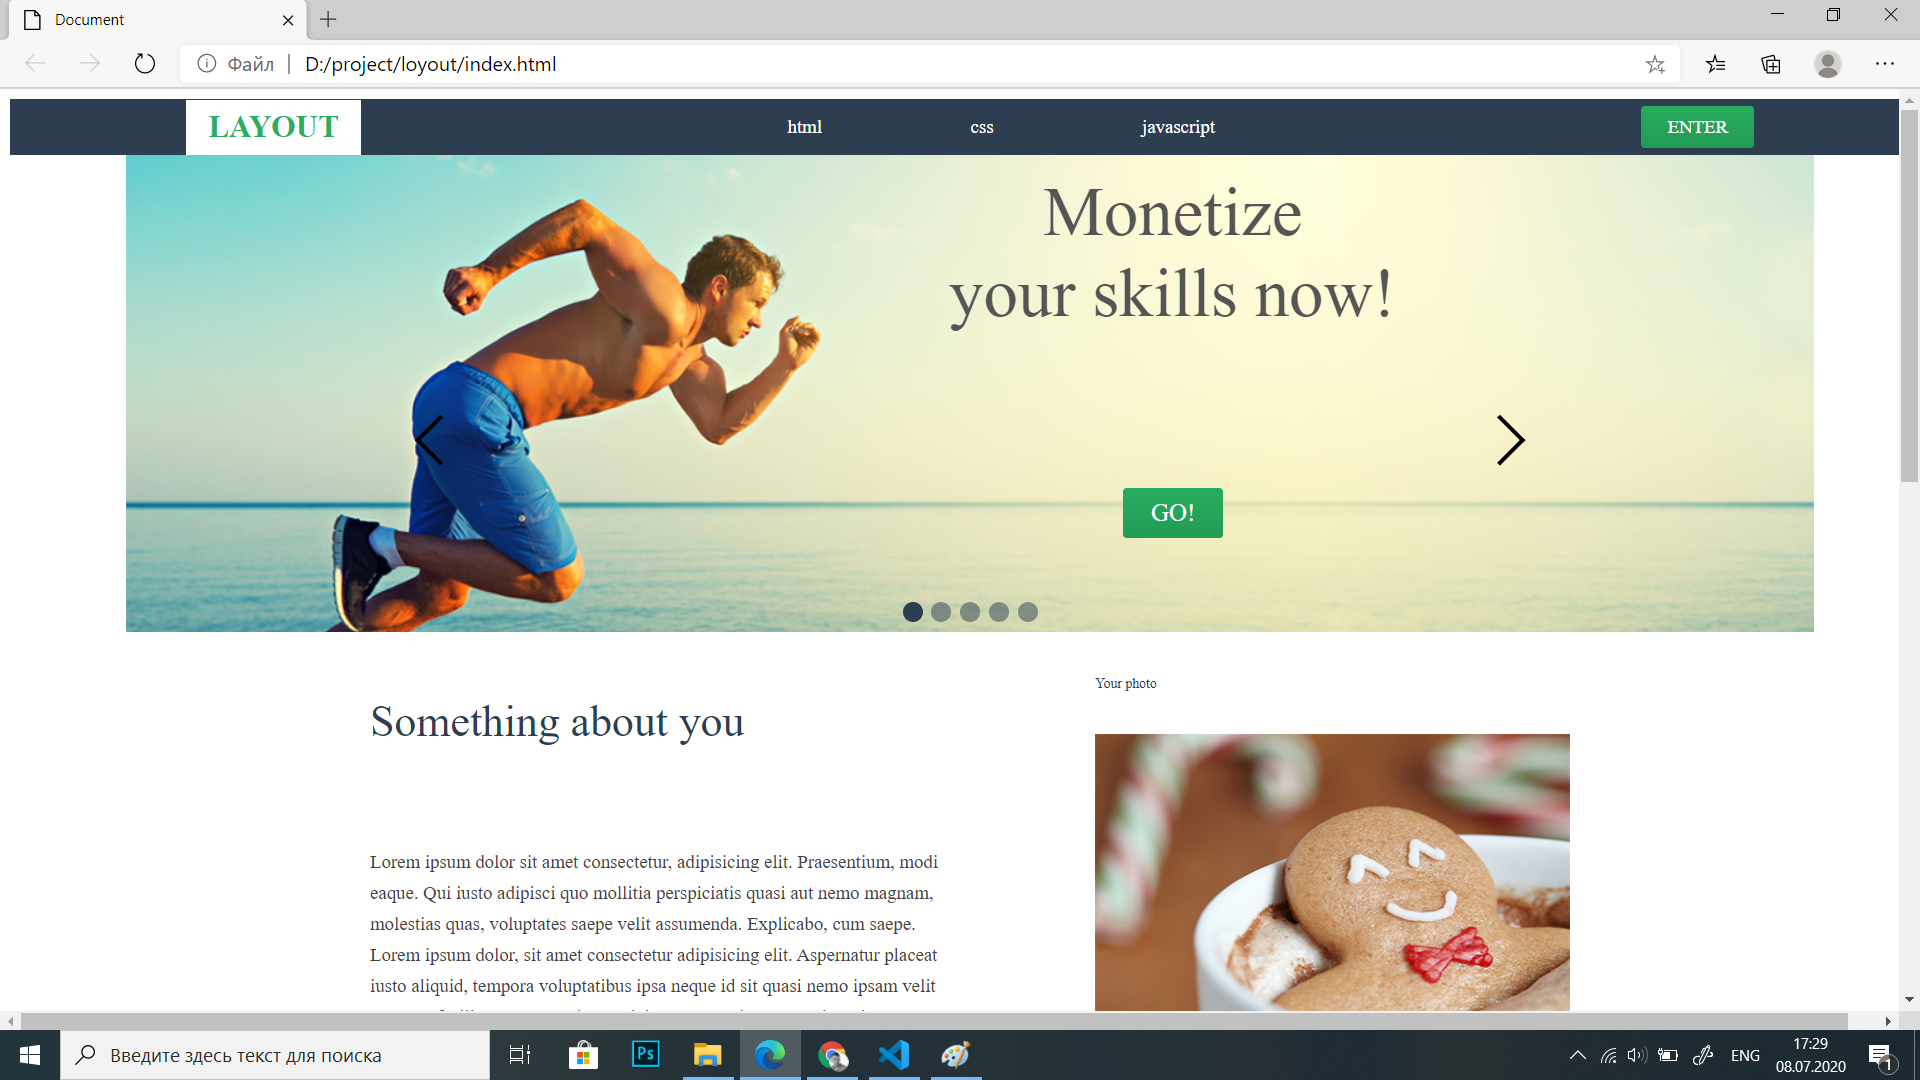 Document
Файл
D:/project/loyout/index.html
LAYOUT
html
css
javascript
ENTER
Monetize
your skills now!
GO!
Something about you
Your photo
Lorem ipsum dolor sit amet consectetur, adipisicing elit. Praesentium, modi
eaque. Qui iusto adipisci quo mollitia perspiciatis quasi aut nemo magnam,
molestias quas, voluptates saepe velit assumenda. Explicabo, cum saepe.
Lorem ipsum dolor, sit amet consectetur adipisicing elit. Aspernatur placeat
iusto aliquid, tempora voluptatibus ipsa neque id sit quasi nemo ipsam velit
Введите здесь текст для поиска
Ps
ENG
17:29
08.07.2020
1